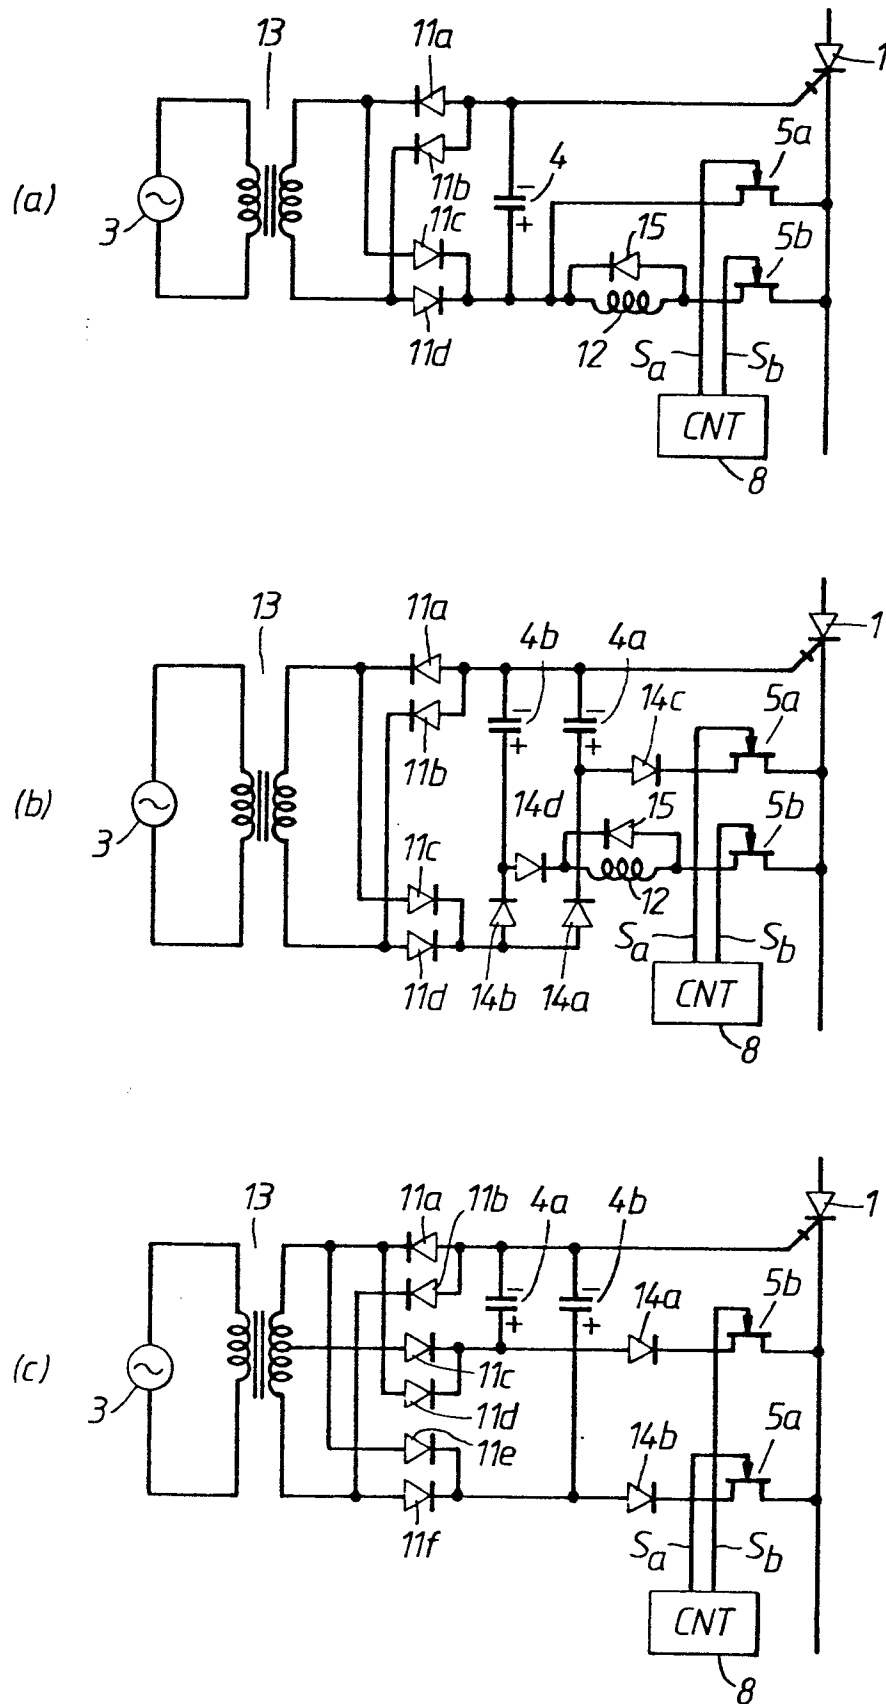 (a)
13
11a
1
11b
4
5a
3
11c
15
5b
11d
12
Sa
Sb
CNT
8
−
+
(b)
13
11a
4b
4a
1
−
−
11b
+
+
14c
5a
14d
15
5b
3
11c
12
Sa
Sb
11d
14b
14a
CNT
8
(c)
13
11a
11b
4a
4b
1
−
−
+
+
14a
5b
3
11c
11d
11e
14b
5a
11f
Sa
Sb
CNT
8